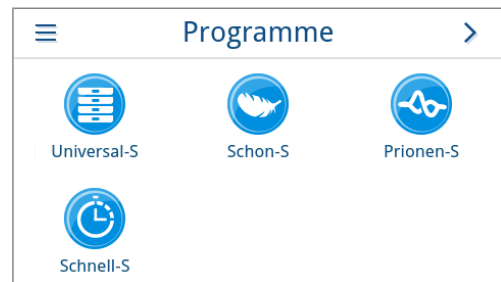 Programme
Universal-S
Schon-S
Prionen-S
Schnell-S